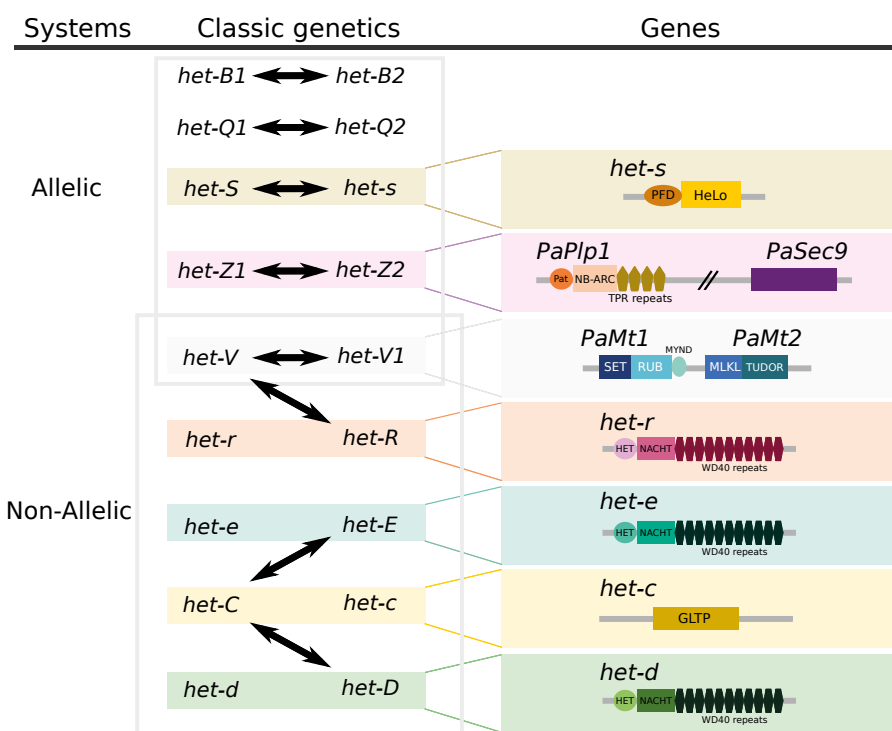 Systems Classic genetics Genes
het-B1 het-B2
het-Q1 het-Q2
Allelic
het-S het-s
het-s
PFD HeLo
het-Z1 het-Z2
PaPlp1 PaSec9
Pat NB-ARC
TPR repeats
het-V het-V1
PaMt1 PaMt2
MYND
SET RUB MLKL TUDOR
het-r het-R
het-r
HET NACHT
WD40 repeats
Non-Allelic
het-e het-E
het-e
HET NACHT
WD40 repeats
het-C het-c
het-c
GLTP
het-d het-D
het-d
HET NACHT
WD40 repeats